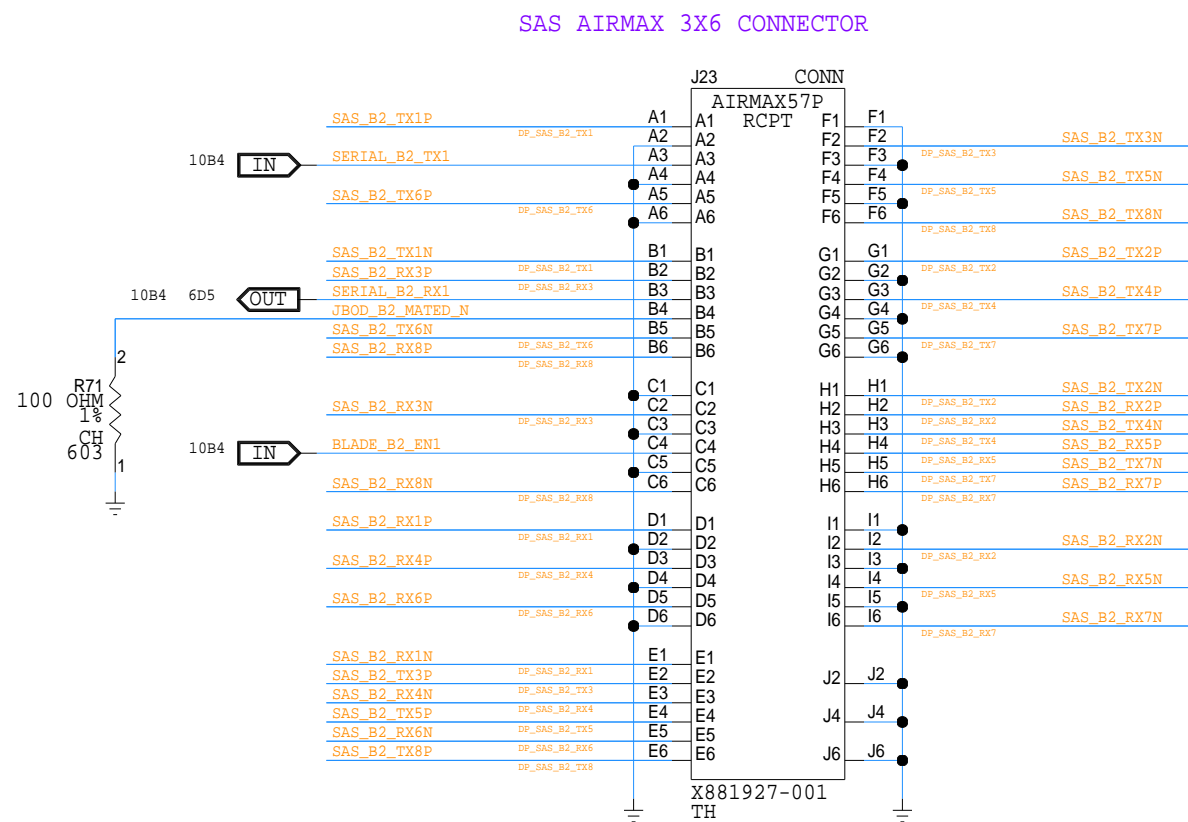 SAS AIRMAX 3X6 CONNECTOR
J23 CONN
AIRMAX57P
RCPT
SAS_B2_TX1P A1 A1 F1 F1
DP_SAS_B2_TX1 A2 A2 F2 F2 SAS_B2_TX3N
10B4 IN SERIAL_B2_TX1 A3 A3 F3 F3 DP_SAS_B2_TX3
A4 A4 F4 F4 SAS_B2_TX5N
SAS_B2_TX6P A5 A5 F5 F5 DP_SAS_B2_TX5
DP_SAS_B2_TX6 A6 A6 F6 F6 SAS_B2_TX8N
DP_SAS_B2_TX8
SAS_B2_TX1N B1 B1 G1 G1 SAS_B2_TX2P
SAS_B2_RX3P DP_SAS_B2_TX1 B2 B2 G2 G2 DP_SAS_B2_TX2
10B4 6D5 OUT SERIAL_B2_RX1 DP_SAS_B2_RX3 B3 B3 G3 G3 SAS_B2_TX4P
JBOD_B2_MATED_N B4 B4 G4 G4 DP_SAS_B2_TX4
SAS_B2_TX6N B5 B5 G5 G5 SAS_B2_TX7P
SAS_B2_RX8P DP_SAS_B2_TX6 B6 B6 G6 G6 DP_SAS_B2_TX7
DP_SAS_B2_RX8
2
R71
100 OHM
1%
CH
603
1
C1 C1 H1 H1 SAS_B2_TX2N
SAS_B2_RX3N C2 C2 H2 H2 DP_SAS_B2_TX2 SAS_B2_RX2P
DP_SAS_B2_RX3 C3 C3 H3 H3 DP_SAS_B2_RX2 SAS_B2_TX4N
10B4 IN BLADE_B2_EN1 C4 C4 H4 H4 DP_SAS_B2_TX4 SAS_B2_RX5P
C5 C5 H5 H5 DP_SAS_B2_RX5 SAS_B2_TX7N
SAS_B2_RX8N C6 C6 H6 H6 DP_SAS_B2_TX7 SAS_B2_RX7P
DP_SAS_B2_RX8 DP_SAS_B2_RX7
SAS_B2_RX1P D1 D1 I1 I1
DP_SAS_B2_RX1 D2 D2 I2 I2 SAS_B2_RX2N
SAS_B2_RX4P D3 D3 I3 I3 DP_SAS_B2_RX2
DP_SAS_B2_RX4 D4 D4 I4 I4 SAS_B2_RX5N
SAS_B2_RX6P D5 D5 I5 I5 DP_SAS_B2_RX5
DP_SAS_B2_RX6 D6 D6 I6 I6 SAS_B2_RX7N
DP_SAS_B2_RX7
SAS_B2_RX1N E1 E1
SAS_B2_TX3P DP_SAS_B2_RX1 E2 E2 J2 J2
SAS_B2_RX4N DP_SAS_B2_TX3 E3 E3
SAS_B2_TX5P DP_SAS_B2_RX4 E4 E4 J4 J4
SAS_B2_RX6N DP_SAS_B2_TX5 E5 E5
SAS_B2_TX8P DP_SAS_B2_RX6 E6 E6 J6 J6
DP_SAS_B2_TX8
X881927-001
TH